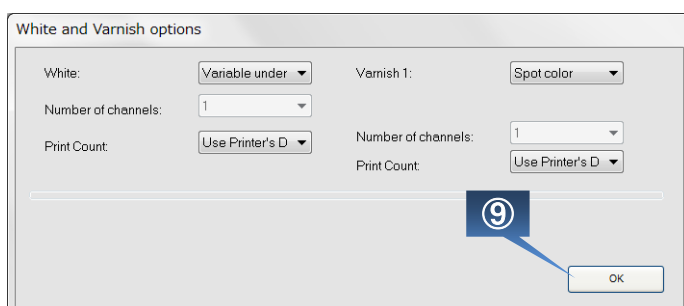 White and Varnish options
White: Variable under Varnish 1: Spot color
Number of channels: 1
Number of channels: 1
Print Count: Use Printer's D
Print Count: Use Printer's D
⑨
OK